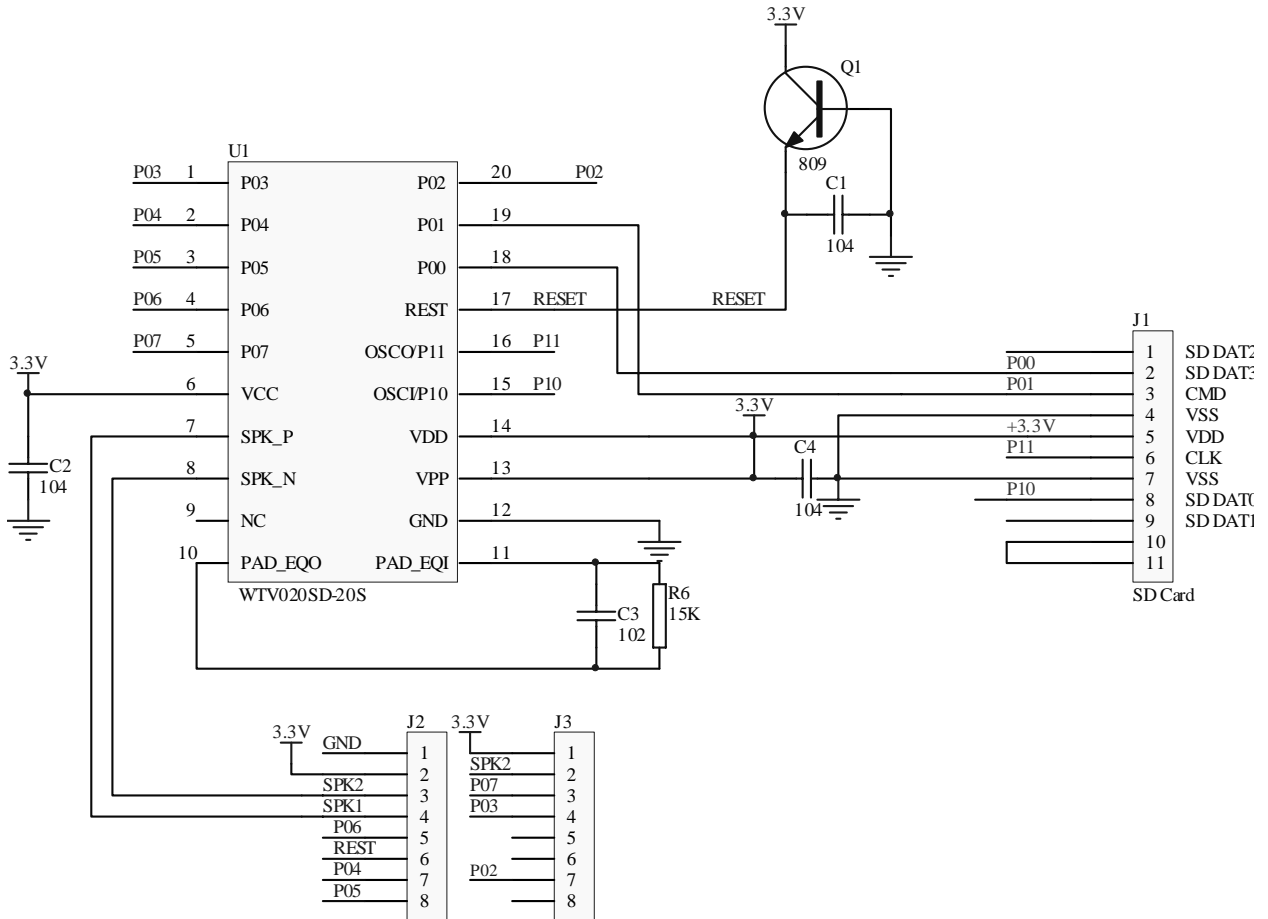 3.3V
Q1
809
C1
104
U1
P03 1 P03 P02 20 P02
P04 2 P04 P01 19
P05 3 P05 P00 18
P06 4 P06 REST 17 RESET RESET
P07 5 P07 OSCO/P11 16 P11
3.3V
6 VCC OSCI/P10 15 P10
7 SPK_P VDD 14
8 SPK_N VPP 13
9 NC GND 12
10 PAD_EQO PAD_EQI 11
WTV020SD-20S
C2
104
3.3V
C4
104
C3
102
R6
15K
J1
1 SD DAT2
P00 2 SD DAT3
P01 3 CMD
4 VSS
+3.3V 5 VDD
P11 6 CLK
7 VSS
P10 8 SD DAT0
9 SD DAT1
10
11
SD Card
J2
3.3V
GND 1
2
SPK2 3
SPK1 4
P06 5
REST 6
P04 7
P05 8
J3
3.3V
1
SPK2 2
P07 3
P03 4
5
6
P02 7
8